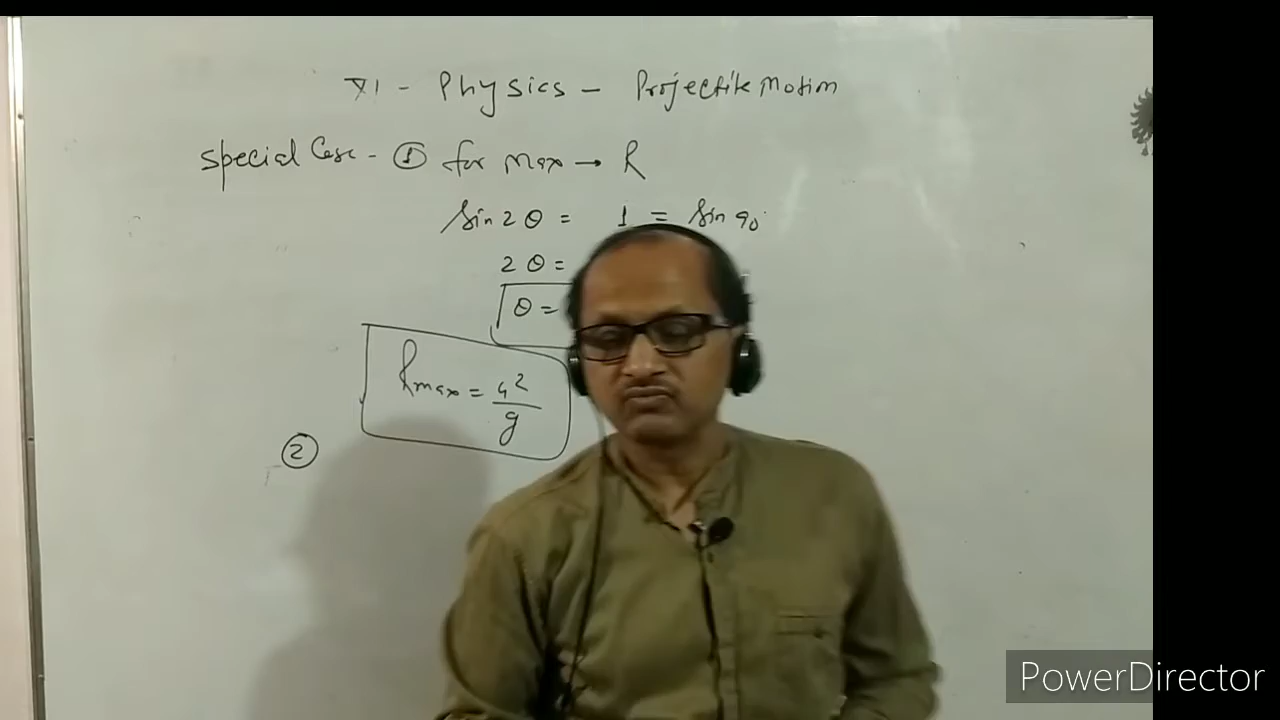 XI - Physics - Projectile Motion
Special Case - ① for max → R
Sin 2θ = 1 = Sin 90°
2θ =
θ =
Rmax = u²/g
②
PowerDirector